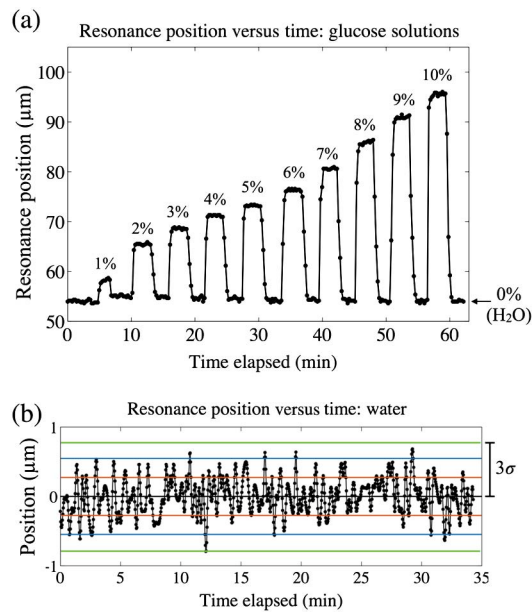 (a)
Resonance position versus time: glucose solutions
Resonance position (µm)
100
90
80
70
60
50
1%
2%
3%
4%
5%
6%
7%
8%
9%
10%
0%
(H₂O)
0 10 20 30 40 50 60
Time elapsed (min)
(b)
Resonance position versus time: water
Position (µm)
1
0
-1
3σ
0 5 10 15 20 25 30 35
Time elapsed (min)